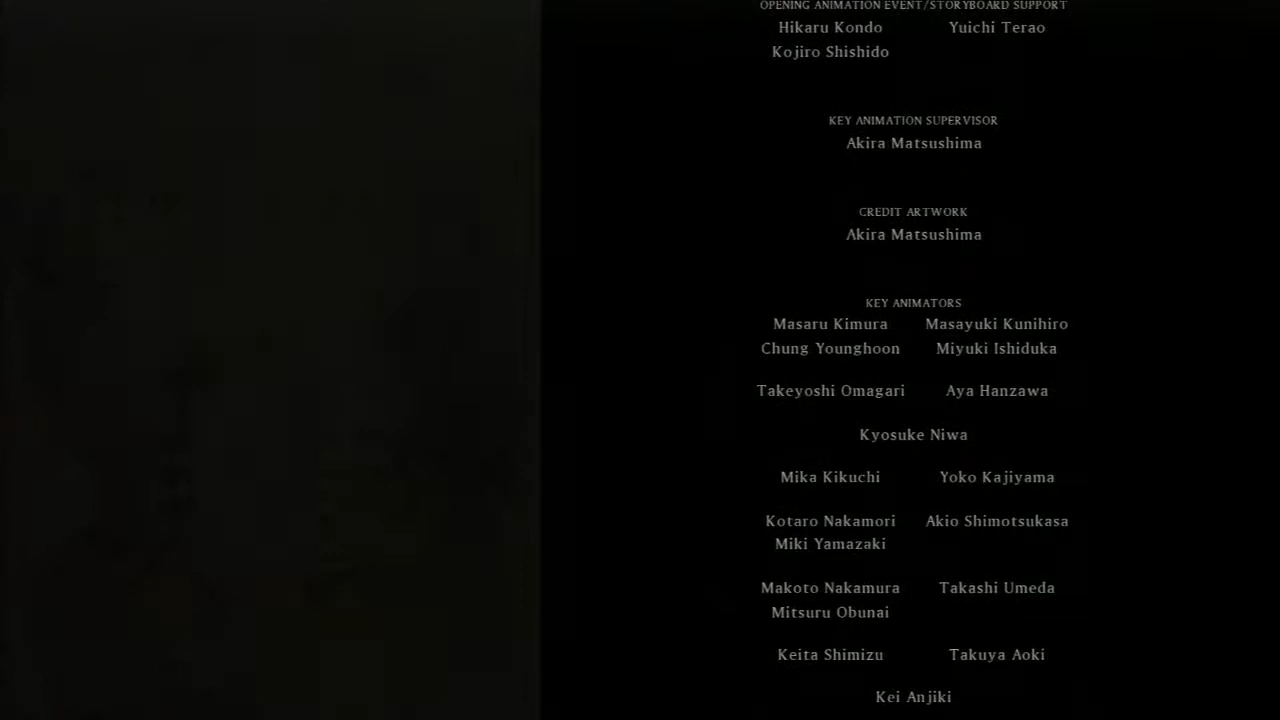 OPENING ANIMATION EVENT/STORYBOARD SUPPORT
Hikaru Kondo Yuichi Terao
Kojiro Shishido
KEY ANIMATION SUPERVISOR
Akira Matsushima
CREDIT ARTWORK
Akira Matsushima
KEY ANIMATORS
Masaru Kimura Masayuki Kunihiro
Chung Younghoon Miyuki Ishiduka
Takeyoshi Omagari Aya Hanzawa
Kyosuke Niwa
Mika Kikuchi Yoko Kajiyama
Kotaro Nakamori Akio Shimotsukasa
Miki Yamazaki
Makoto Nakamura Takashi Umeda
Mitsuru Obunai
Keita Shimizu Takuya Aoki
Kei Anjiki